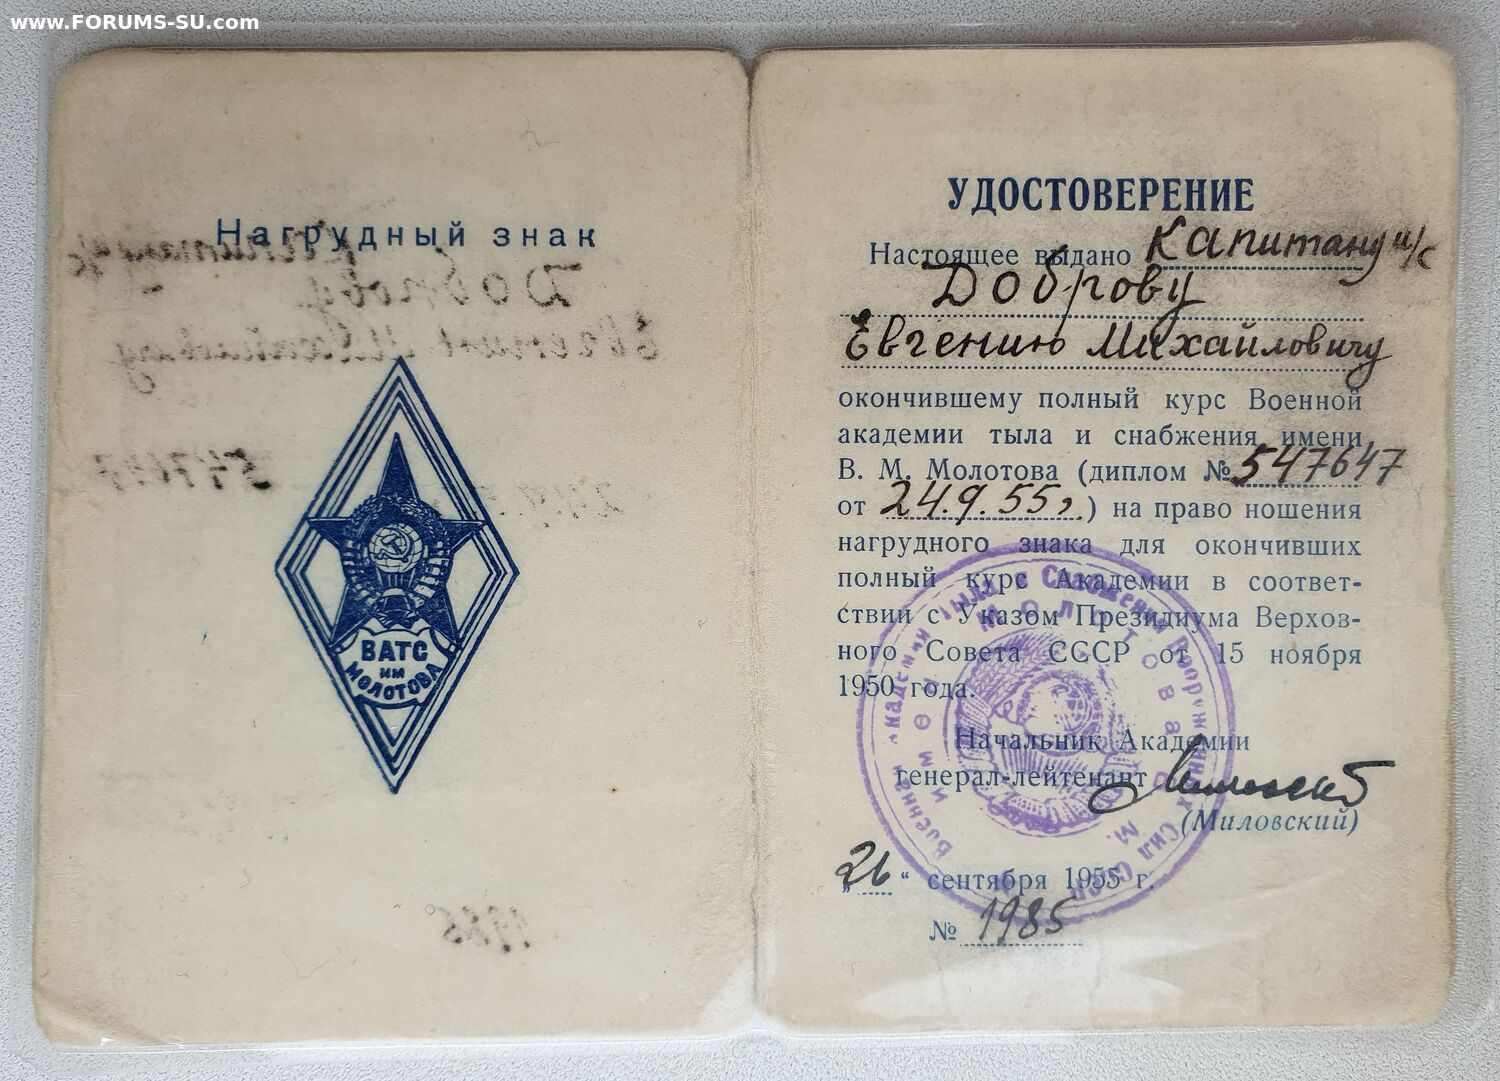 www.FORUMS-SU.com
Нагрудный знак
ВАТС
ИМ
МОЛОТОВА
УДОСТОВЕРЕНИЕ
Настоящее выдано Капитану и/с
Доброву
Евгению Михайловичу
окончившему полный курс Военной
академии тыла и снабжения имени
В. М. Молотова (диплом № 547647
от 24.9.55г.) на право ношения
нагрудного знака для окончивших
полный курс Академии в соответ-
ствии с Указом Президиума Верхов-
ного Совета СССР от 15 ноября
1950 года.
Начальник Академии
генерал-лейтенант
(Миловский)
„26“ сентября 1955 г.
№ 1985